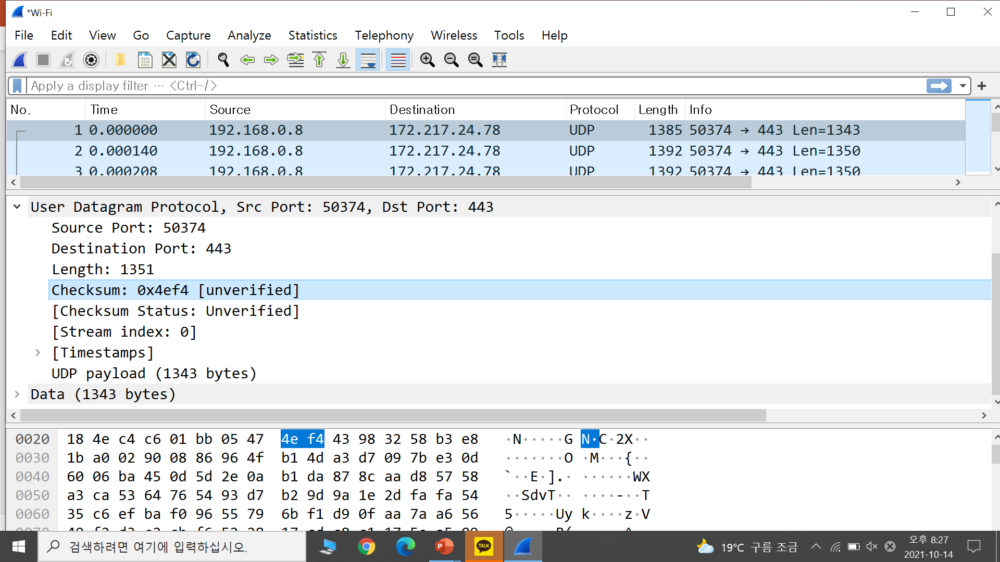 *Wi-Fi
File Edit View Go Capture Analyze Statistics Telephony Wireless Tools Help
Apply a display filter ··· <Ctrl-/>
No. Time Source Destination Protocol Length Info
1 0.000000 192.168.0.8 172.217.24.78 UDP 1385 50374 → 443 Len=1343
2 0.000140 192.168.0.8 172.217.24.78 UDP 1392 50374 → 443 Len=1350
3 0.000208 192.168.0.8 172.217.24.78 UDP 1392 50374 → 443 Len=1350
User Datagram Protocol, Src Port: 50374, Dst Port: 443
Source Port: 50374
Destination Port: 443
Length: 1351
Checksum: 0x4ef4 [unverified]
[Checksum Status: Unverified]
[Stream index: 0]
[Timestamps]
UDP payload (1343 bytes)
Data (1343 bytes)
0020 18 4e c4 c6 01 bb 05 47 4e f4 43 98 32 58 b3 e8 ·N·····G N·C·2X··
0030 1b a0 02 90 08 86 96 4f b1 4d a3 d7 09 7b e3 0d ·······O ·M···{··
0040 60 06 ba 45 0d 5d 2e 0a b1 da 87 8c aa d8 57 58 `··E·].· ······WX
0050 a3 ca 53 64 76 54 93 d7 b2 9d 9a 1e 2d fa fa 54 ··SdvT·· ····-··T
0060 35 c6 ef ba f0 96 55 79 6b f1 d9 0f aa 7a a6 56 5·····Uy k····z·V
검색하려면 여기에 입력하십시오.
TALK
19°C 구름 조금
오후 8:27
2021-10-14